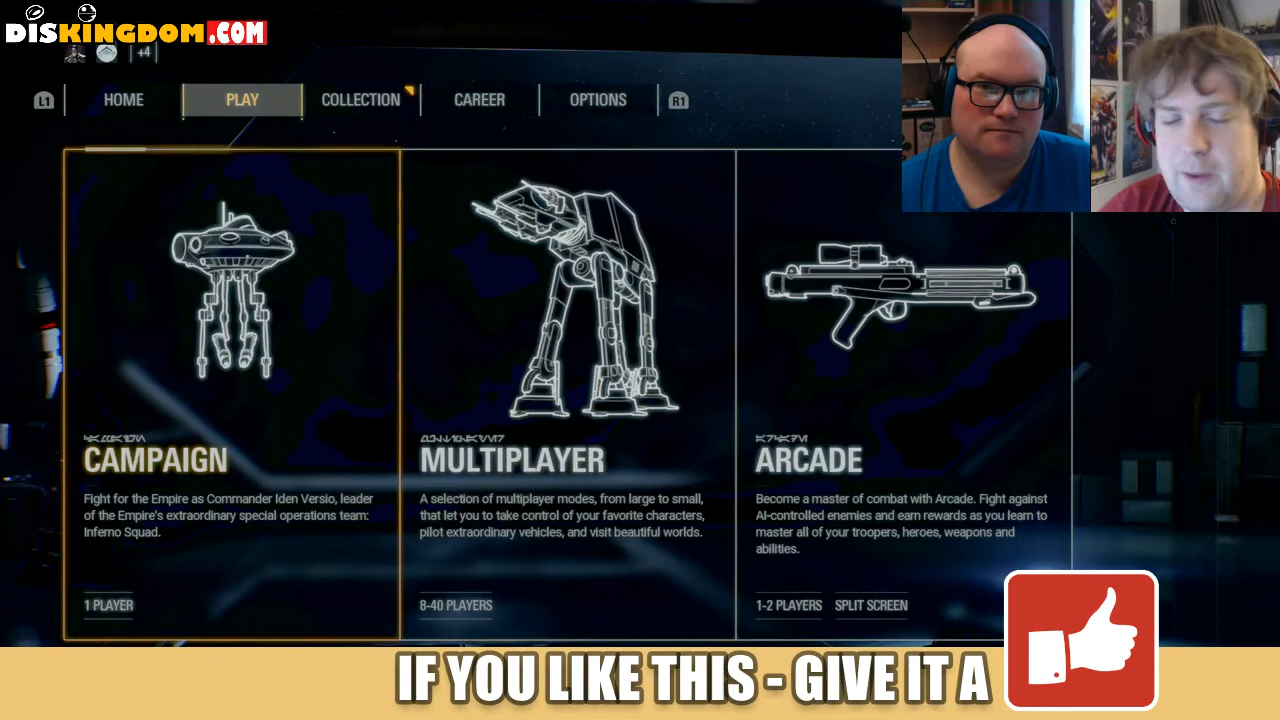 DISKINGDOM.COM
+4
L1 HOME PLAY COLLECTION CAREER OPTIONS R1
CAMPAIGN
Fight for the Empire as Commander Iden Versio, leader
of the Empire's extraordinary special operations team:
Inferno Squad.
1 PLAYER
MULTIPLAYER
A selection of multiplayer modes, from large to small,
that let you to take control of your favorite characters,
pilot extraordinary vehicles, and visit beautiful worlds.
8-40 PLAYERS
ARCADE
Become a master of combat with Arcade. Fight against
AI-controlled enemies and earn rewards as you learn to
master all of your troopers, heroes, weapons and
abilities.
1-2 PLAYERS SPLIT SCREEN
IF YOU LIKE THIS - GIVE IT A